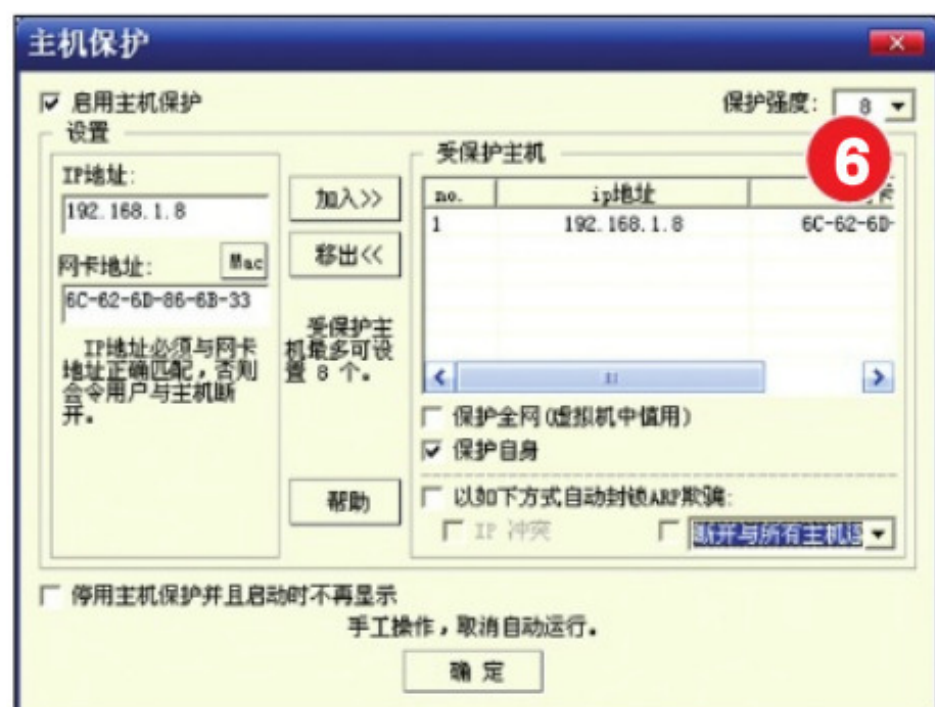 主机保护
启用主机保护
保护强度: 8
设置
IP地址:
192.168.1.8
网卡地址:
Mac
6C-62-6D-86-6B-33
IP地址必须与网卡
地址正确匹配，否则
会令用户与主机断
开。
加入>>
移出<<
受保护主
机最多可设
置 8 个。
帮助
受保护主机
6
no. ip地址 卡
1 192.168.1.8 6C-62-6D-
保护全网(虚拟机中慎用)
保护自身
以如下方式自动封锁ARP欺骗:
IP 冲突
断开与所有主机
停用主机保护并且启动时不再显示
手工操作，取消自动运行。
确 定